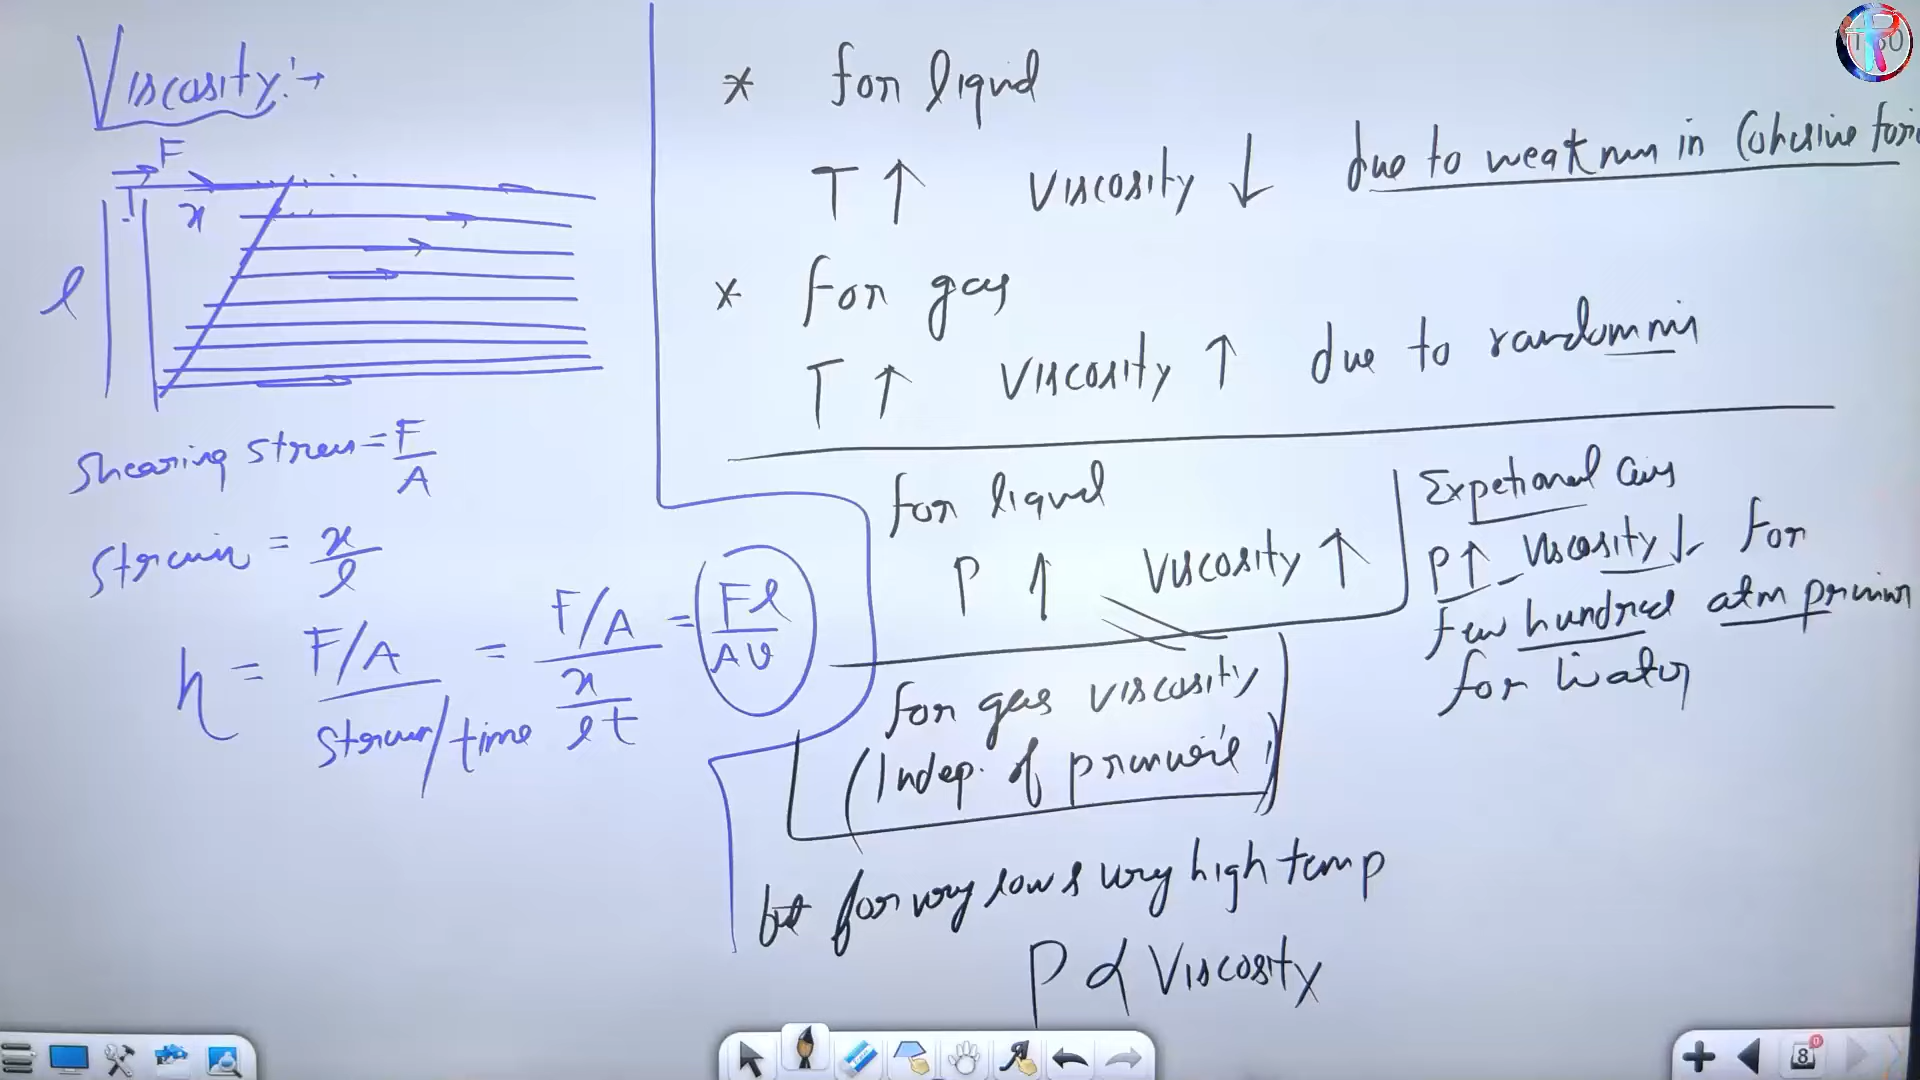 Viscosity:→
F
x
l
Shearing stress = F/A
Strain = x/l
η = F/A / Strain/time = F/A / x/lt = Fl/Av
* for liquid
T ↑ Viscosity ↓ due to weakness in Cohesive
* for gas
T ↑ Viscosity ↑ due to randomness
for liquid
P ↑ Viscosity ↑
Expetional Case
P↑ Viscosity ↓ for
few hundred atm pressure
for water
for gas viscosity
(Indep. of pressure)
but for very low & very high temp
P ∝ Viscosity
8